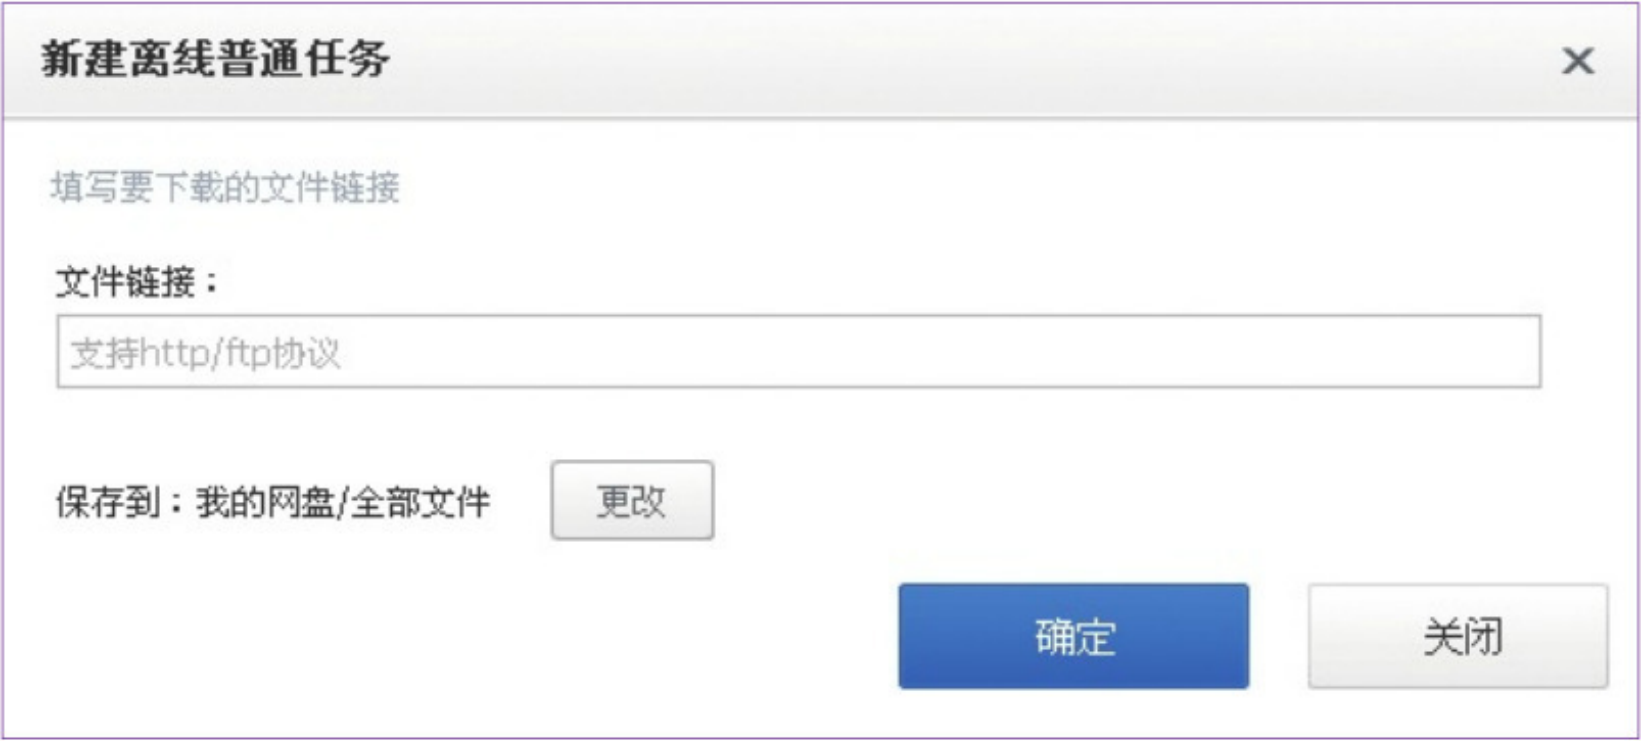 新建离线普通任务
填写要下载的文件链接
文件链接：
支持http/ftp协议
保存到：我的网盘/全部文件 更改
确定 关闭